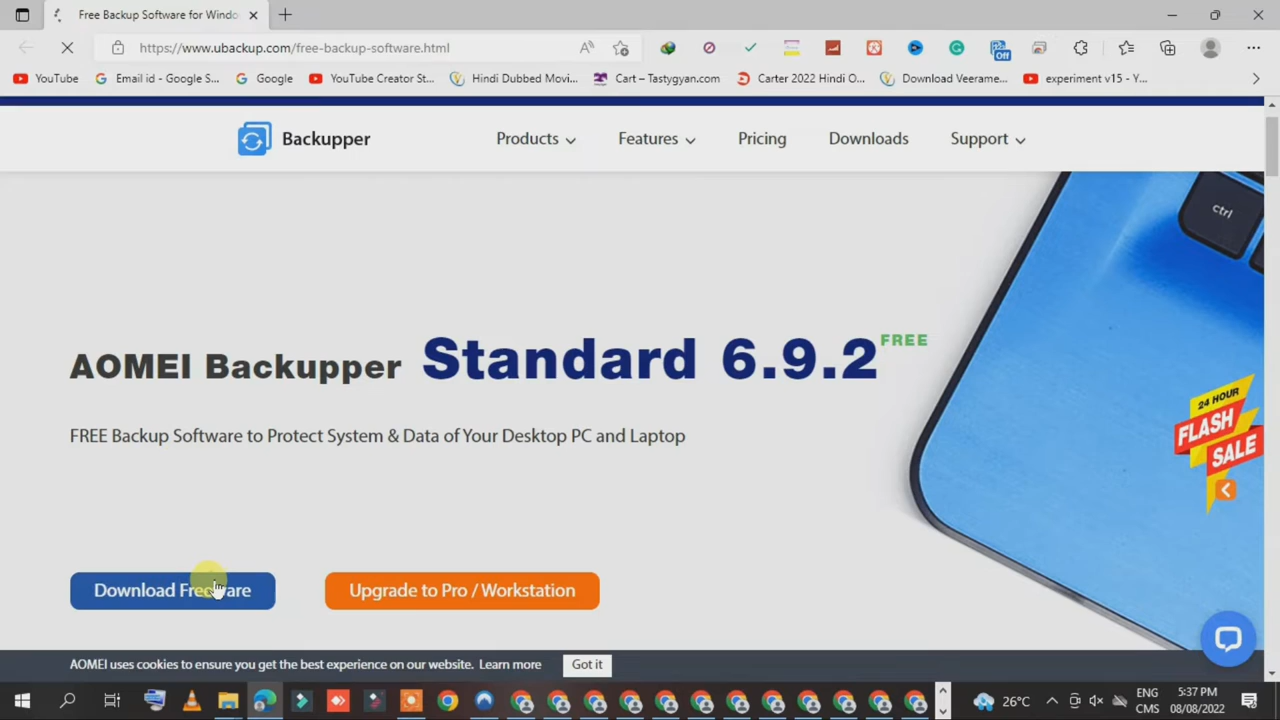 Free Backup Software for Windo
https://www.ubackup.com/free-backup-software.html
YouTube
Email id - Google S...
Google
YouTube Creator St...
Hindi Dubbed Movi...
Cart – Tastygyan.com
Carter 2022 Hindi O...
Download Veerame...
experiment v15 - Y...
Off
Backupper
Products
Features
Pricing
Downloads
Support
ctrl
AOMEI Backupper Standard 6.9.2 FREE
FREE Backup Software to Protect System & Data of Your Desktop PC and Laptop
24 HOUR
FLASH
SALE
Download Freeware
Upgrade to Pro / Workstation
AOMEI uses cookies to ensure you get the best experience on our website. Learn more
Got it
26°C
ENG
CMS
5:37 PM
08/08/2022